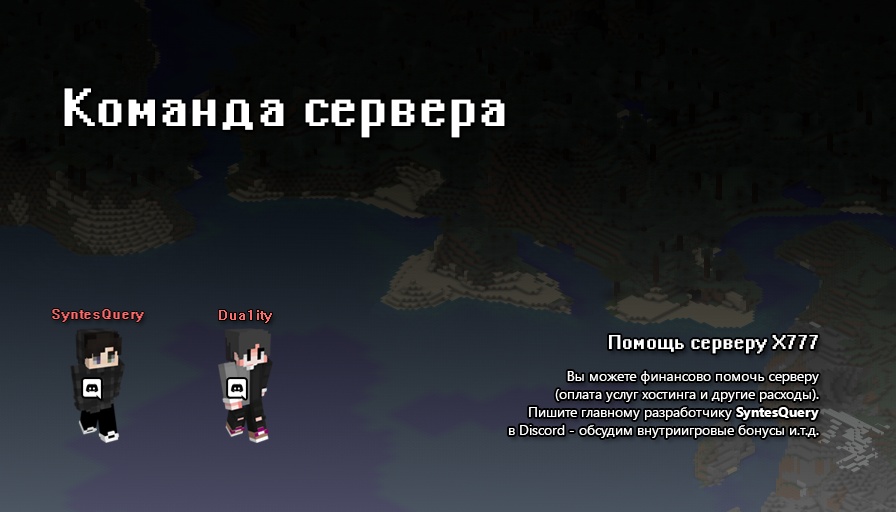 Команда сервера
SyntesQuery
Dua1ity
Помощь серверу X777
Вы можете финансово помочь серверу
(оплата услуг хостинга и другие расходы).
Пишите главному разработчику SyntesQuery
в Discord - обсудим внутриигровые бонусы и.т.д.